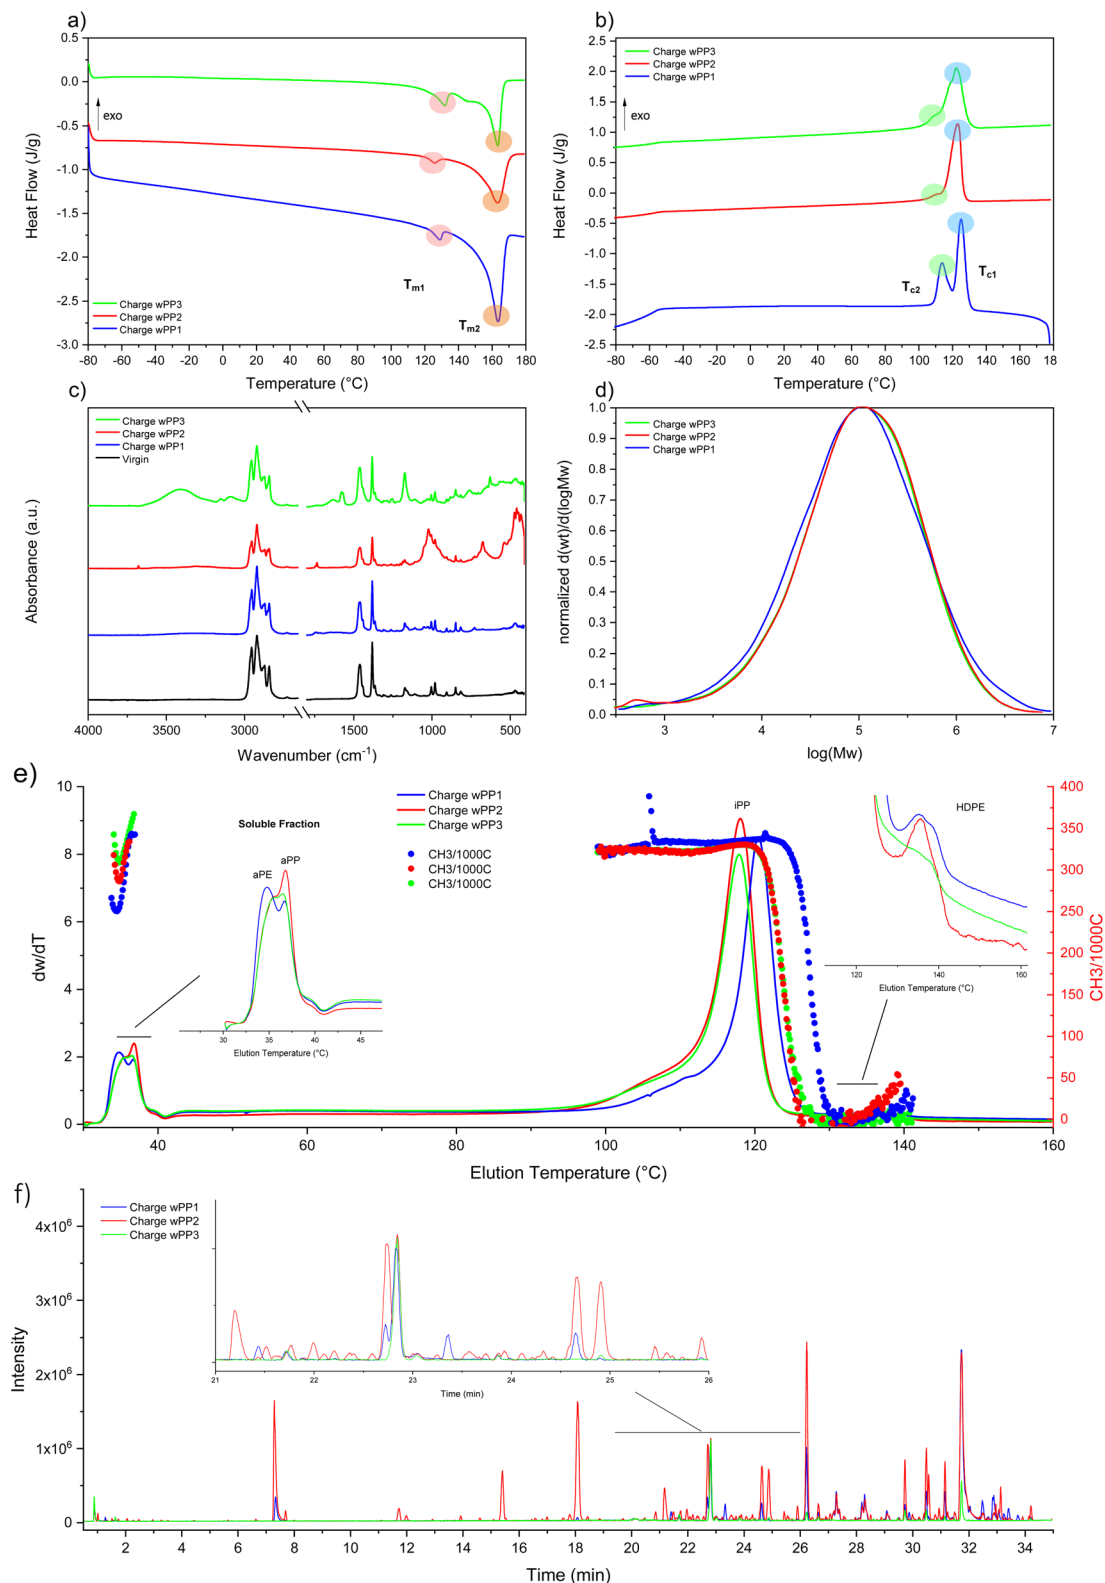 a)
0.5
0.0
-0.5
-1.0
-1.5
-2.0
-2.5
-3.0
Heat Flow (J/g)
exo
Tm1
Tm2
Charge wPP3
Charge wPP2
Charge wPP1
-80 -60 -40 -20 0 20 40 60 80 100 120 140 160 180
Temperature (°C)
b)
2.5
2.0
1.5
1.0
0.5
0.0
-0.5
-1.0
-1.5
-2.0
-2.5
Heat Flow (J/g)
Charge wPP3
Charge wPP2
Charge wPP1
exo
Tc2
Tc1
-80 -60 -40 -20 0 20 40 60 80 100 120 140 160 180
Temperature (°C)
c)
Charge wPP3
Charge wPP2
Charge wPP1
Virgin
Absorbance (a.u.)
4000 3000 1500 1000 500
Wavenumber (cm⁻¹)
d)
1.0
0.9
0.8
0.7
0.6
0.5
0.4
0.3
0.2
0.1
0.0
normalized d(wt)/d(logMw)
Charge wPP3
Charge wPP2
Charge wPP1
3 4 5 6 7
log(Mw)
e)
10
8
6
4
2
0
dw/dT
Soluble Fraction
aPE
aPP
30 35 40 45
Elution Temperature (°C)
Charge wPP1
Charge wPP2
Charge wPP3
CH3/1000C
CH3/1000C
CH3/1000C
iPP
HDPE
120 140 160
Elution Temperature (°C)
400
350
300
250
200
150
100
50
0
CH3/1000C
40 60 80 100 120 140 160
Elution Temperature (°C)
f)
Charge wPP1
Charge wPP2
Charge wPP3
4x10⁶
3x10⁶
2x10⁶
1x10⁶
0
Intensity
21 22 23 24 25 26
Time (min)
2 4 6 8 10 12 14 16 18 20 22 24 26 28 30 32 34
Time (min)